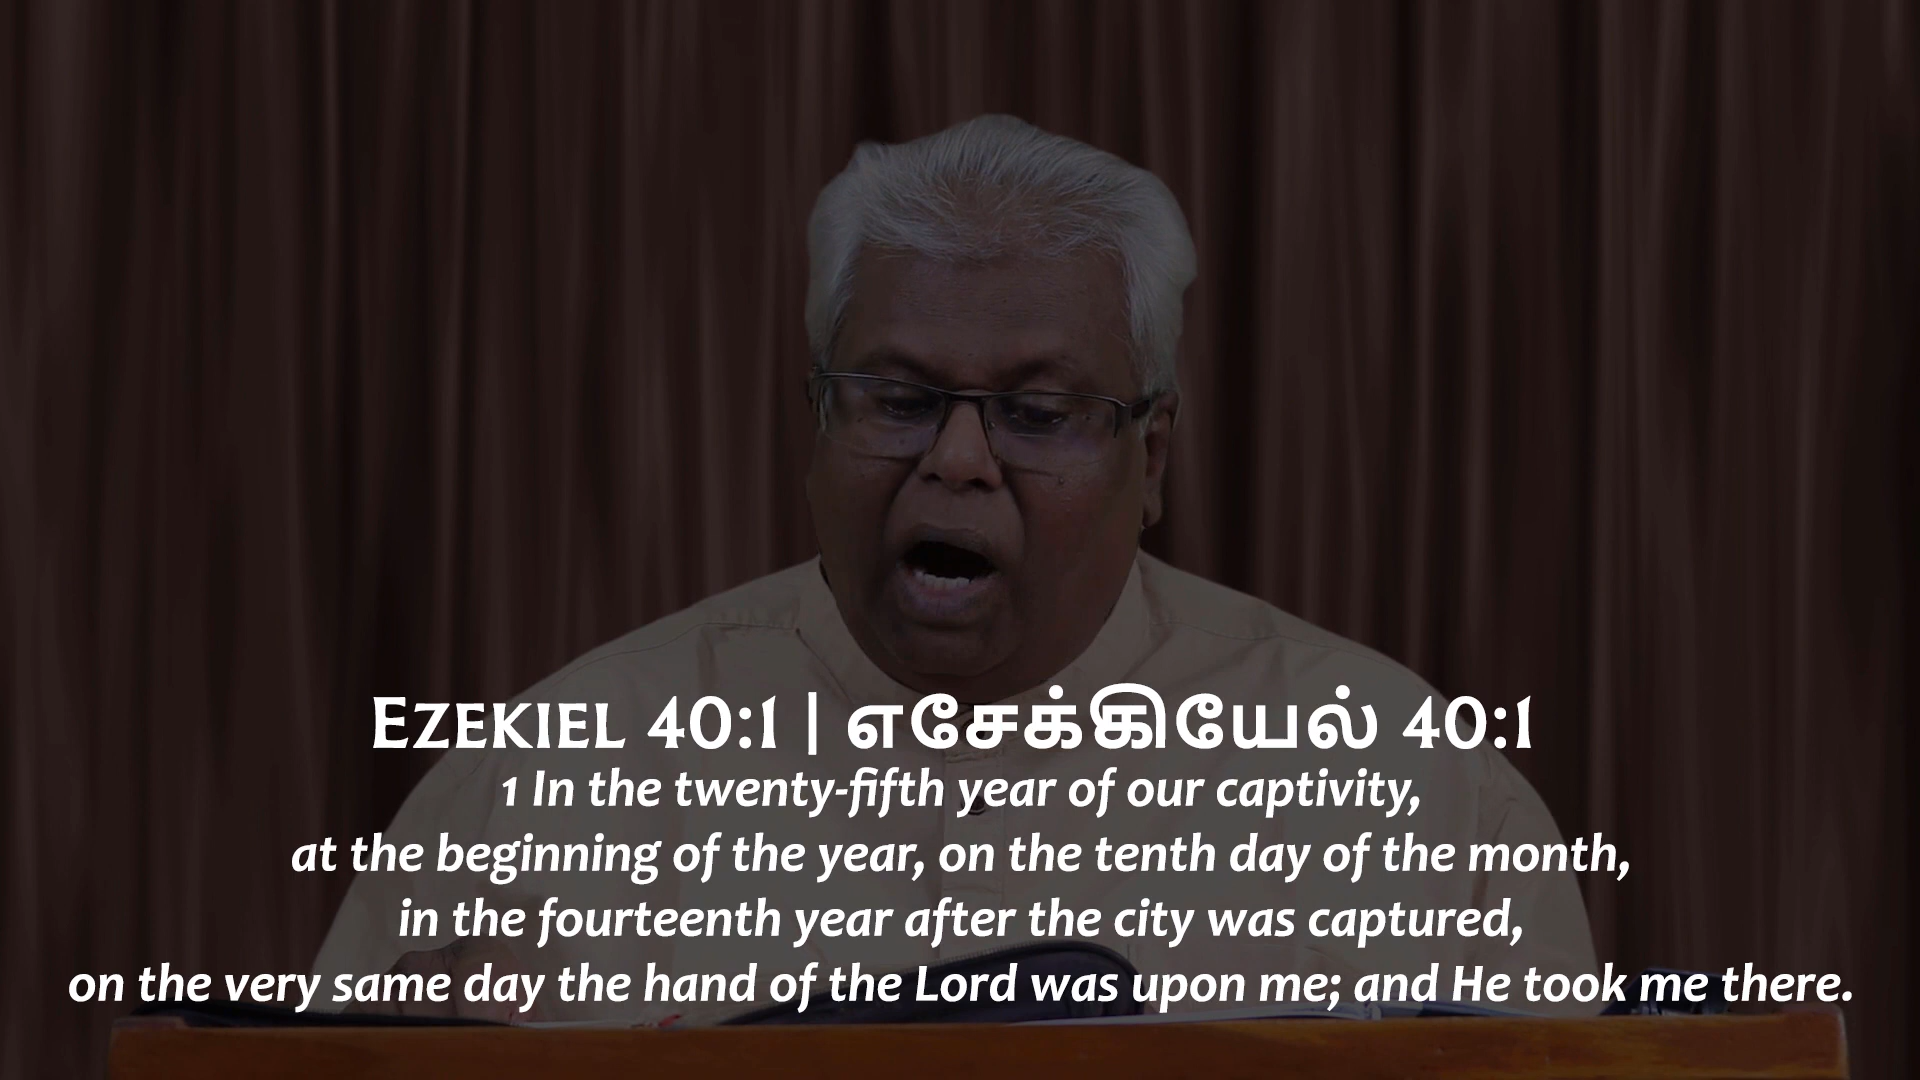 EZEKIEL 40:1 | எசேக்கியேல் 40:1
1 In the twenty-fifth year of our captivity,
at the beginning of the year, on the tenth day of the month,
in the fourteenth year after the city was captured,
on the very same day the hand of the Lord was upon me; and He took me there.